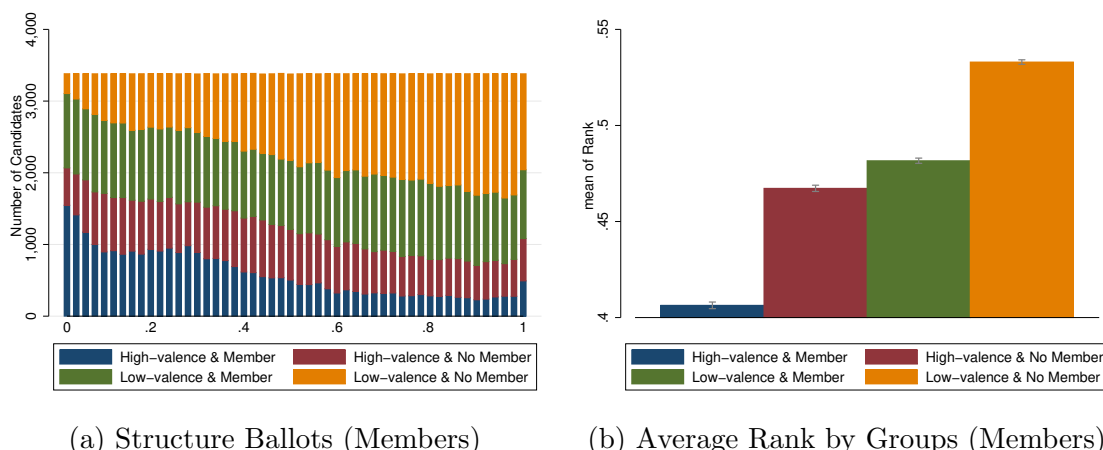 4,000
3,000
2,000
1,000
0
Number of Candidates
0 .2 .4 .6 .8 1
High−valence & Member High−valence & No Member
Low−valence & Member Low−valence & No Member
(a) Structure Ballots (Members)
.55
.5
.45
.4
mean of Rank
High−valence & Member High−valence & No Member
Low−valence & Member Low−valence & No Member
(b) Average Rank by Groups (Members)